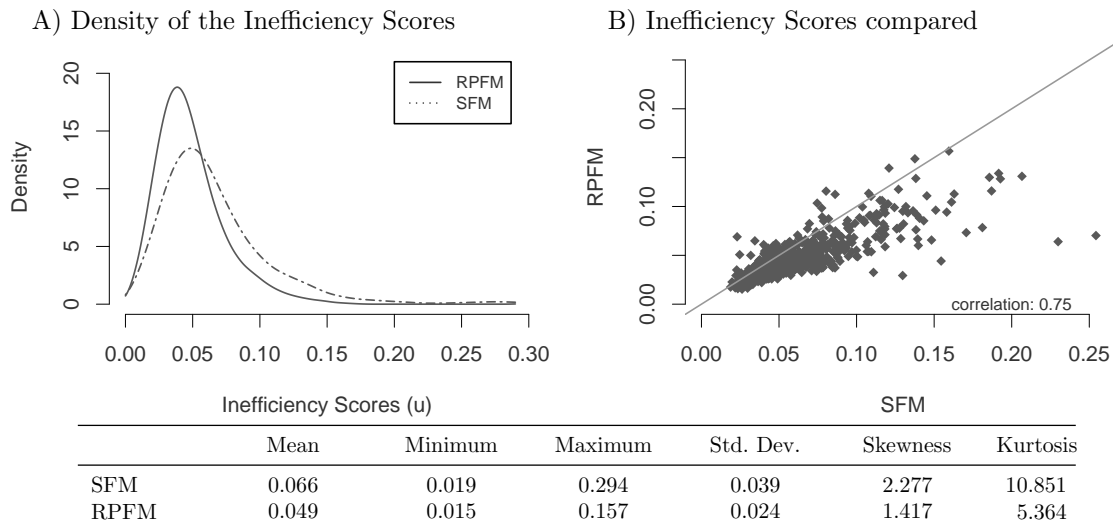 A) Density of the Inefficiency Scores
B) Inefficiency Scores compared
Density
20
15
10
5
0
RPFM
SFM
0.00 0.05 0.10 0.15 0.20 0.25 0.30
Inefficiency Scores (u)
RPFM
0.20
0.10
0.00
correlation: 0.75
0.00 0.05 0.10 0.15 0.20 0.25
SFM
Mean Minimum Maximum Std. Dev. Skewness Kurtosis
SFM 0.066 0.019 0.294 0.039 2.277 10.851
RPFM 0.049 0.015 0.157 0.024 1.417 5.364